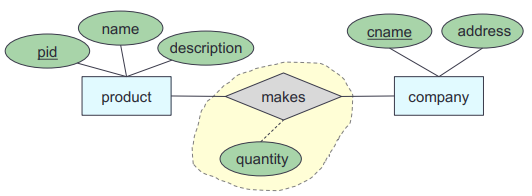 name
pid
description
cname
address
product
makes
company
quantity